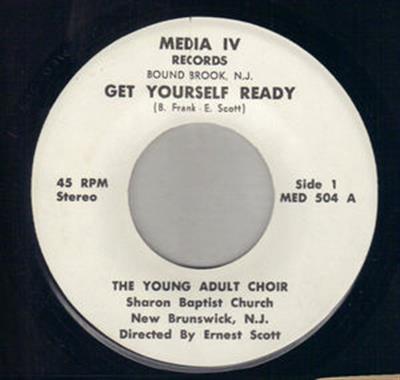 MEDIA IV
RECORDS
BOUND BROOK, N.J.
GET YOURSELF READY
(B. Frank - E. Scott)
45 RPM
Stereo
Side 1
MED 504 A
THE YOUNG ADULT CHOIR
Sharon Baptist Church
New Brunswick, N.J.
Directed By Ernest Scott